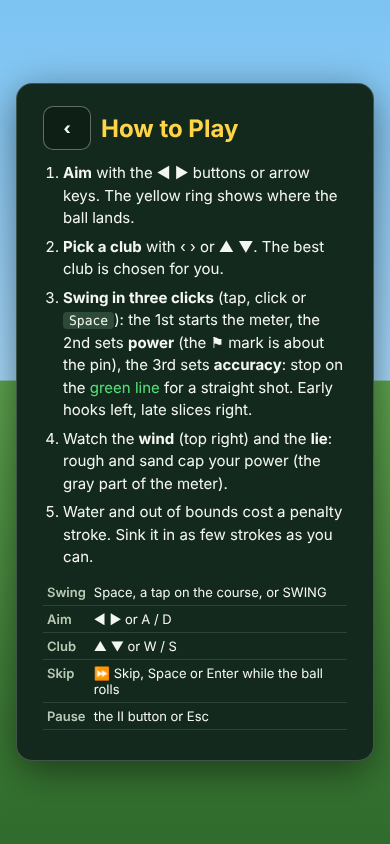 ‹ How to Play
1. Aim with the ◀ ▶ buttons or arrow
keys. The yellow ring shows where the
ball lands.
2. Pick a club with ‹ › or ▲ ▼. The best
club is chosen for you.
3. Swing in three clicks (tap, click or
Space): the 1st starts the meter, the
2nd sets power (the ⚑ mark is about
the pin), the 3rd sets accuracy: stop on
the green line for a straight shot. Early
hooks left, late slices right.
4. Watch the wind (top right) and the lie:
rough and sand cap your power (the
gray part of the meter).
5. Water and out of bounds cost a penalty
stroke. Sink it in as few strokes as you
can.
Swing Space, a tap on the course, or SWING
Aim ◀ ▶ or A / D
Club ▲ ▼ or W / S
Skip ⏩ Skip, Space or Enter while the ball
rolls
Pause the II button or Esc